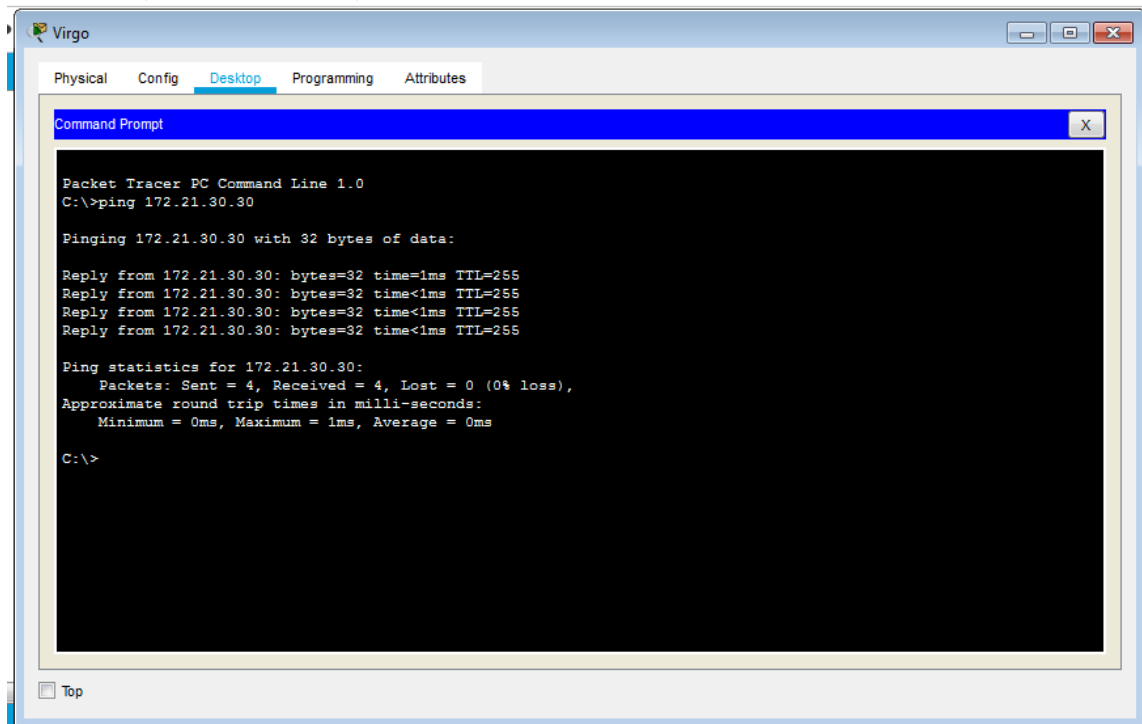 Virgo
Physical Config Desktop Programming Attributes
Command Prompt
X
Packet Tracer PC Command Line 1.0
C:\>ping 172.21.30.30
Pinging 172.21.30.30 with 32 bytes of data:
Reply from 172.21.30.30: bytes=32 time=1ms TTL=255
Reply from 172.21.30.30: bytes=32 time<1ms TTL=255
Reply from 172.21.30.30: bytes=32 time<1ms TTL=255
Reply from 172.21.30.30: bytes=32 time<1ms TTL=255
Ping statistics for 172.21.30.30:
Packets: Sent = 4, Received = 4, Lost = 0 (0% loss),
Approximate round trip times in milli-seconds:
Minimum = 0ms, Maximum = 1ms, Average = 0ms
C:\>
Top